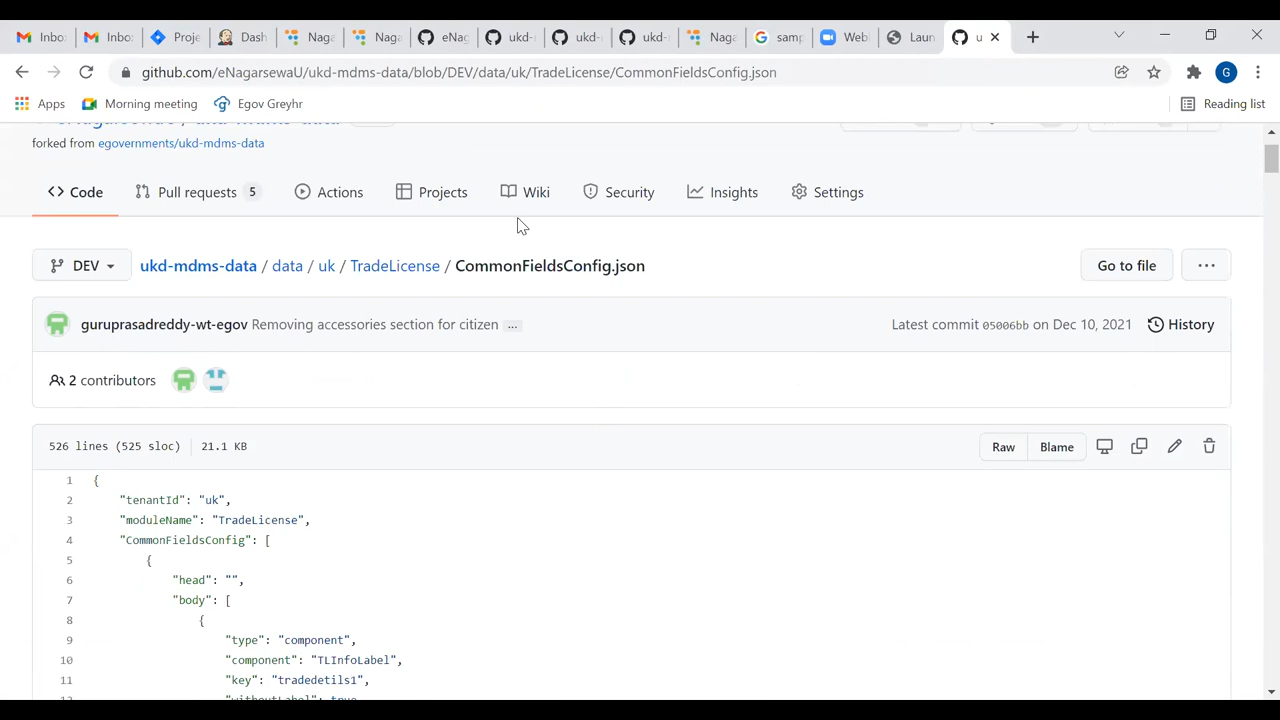 Inbo Inbo Proje Dash Naga Naga eNag ukd-r ukd-r ukd-r Naga samp Web Laun u
github.com/eNagarsewaU/ukd-mdms-data/blob/DEV/data/uk/TradeLicense/CommonFieldsConfig.json G
Apps Morning meeting Egov Greyhr Reading list
forked from egovernments/ukd-mdms-data
Code Pull requests 5 Actions Projects Wiki Security Insights Settings
DEV ukd-mdms-data / data / uk / TradeLicense / CommonFieldsConfig.json Go to file ...
guruprasadreddy-wt-egov Removing accessories section for citizen ... Latest commit 05006bb on Dec 10, 2021 History
2 contributors
526 lines (525 sloc) 21.1 KB Raw Blame
1 {
2 "tenantId": "uk",
3 "moduleName": "TradeLicense",
4 "CommonFieldsConfig": [
5 {
6 "head": "",
7 "body": [
8 {
9 "type": "component",
10 "component": "TLInfoLabel",
11 "key": "tradedetils1",
12 "withoutLabel": true,